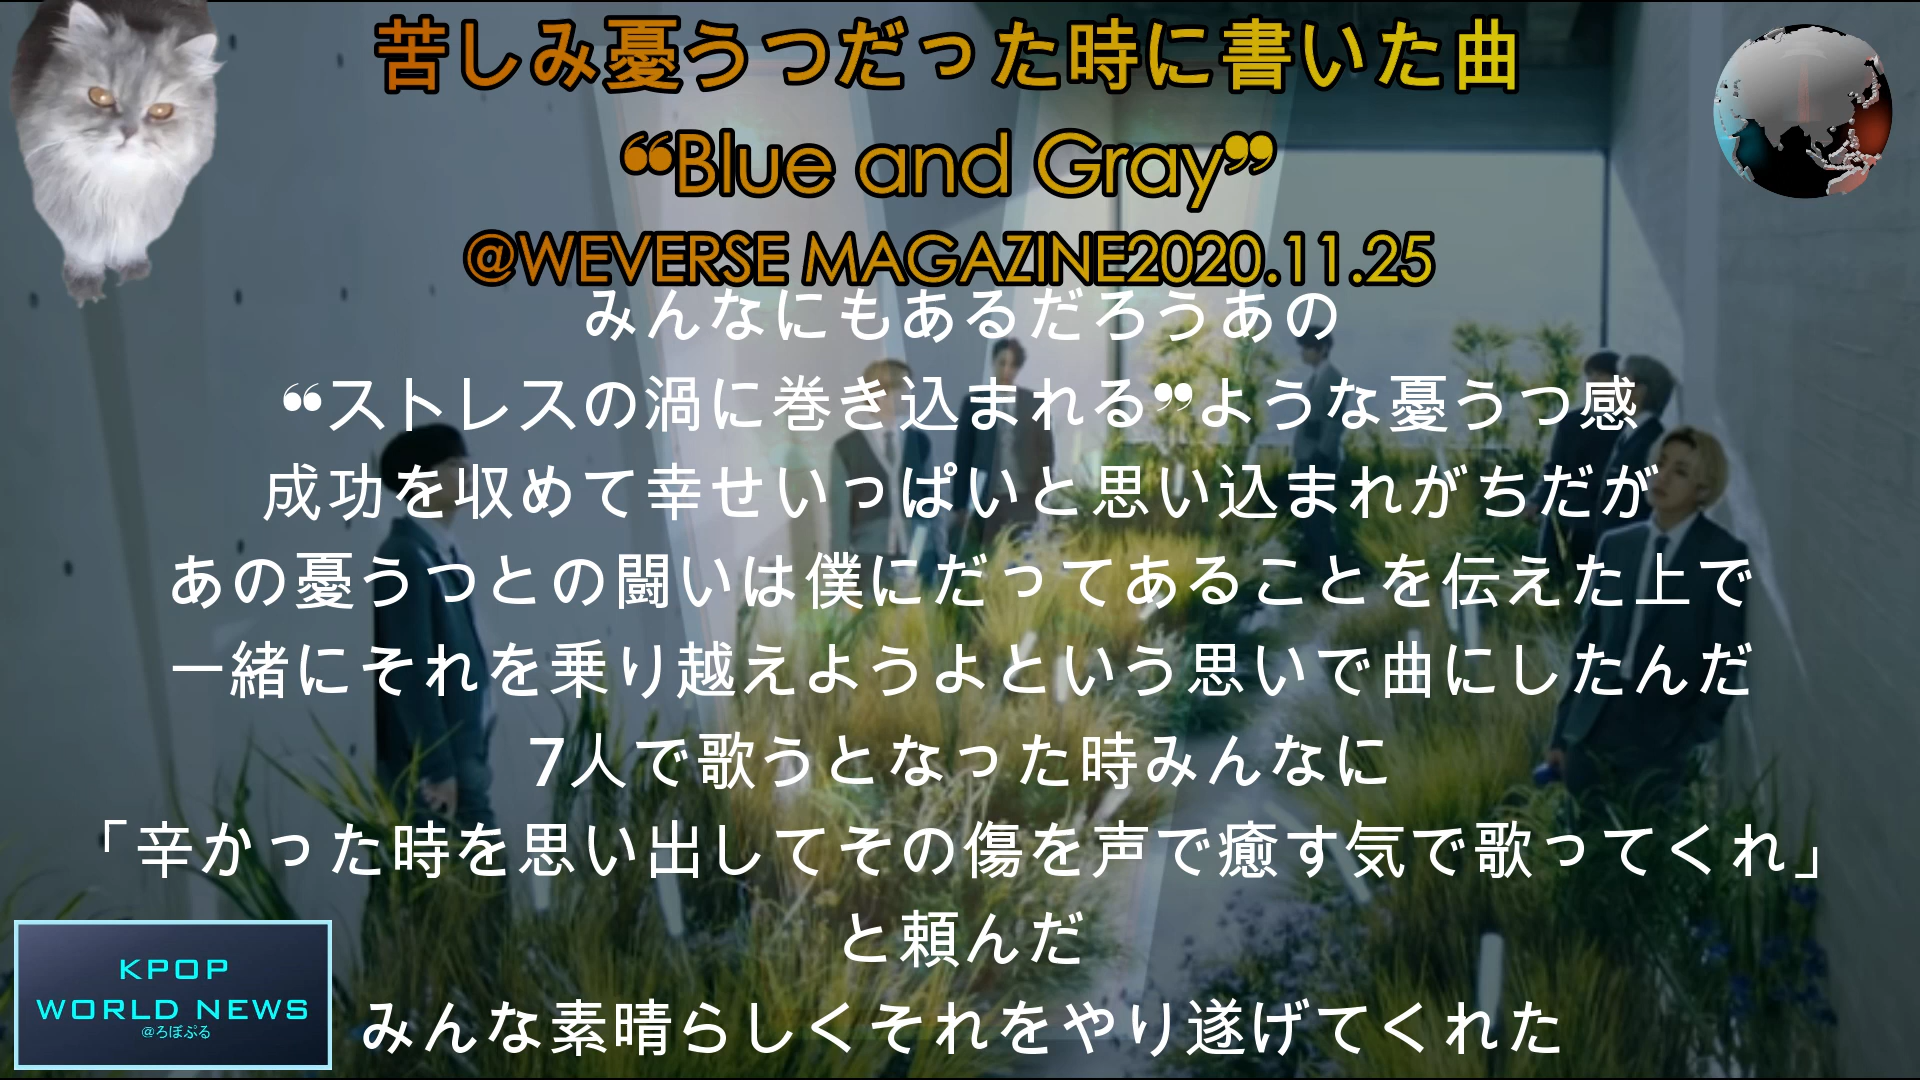 苦しみ憂うつだった時に書いた曲
❝Blue and Gray❞
@WEVERSE MAGAZINE2020.11.25
みんなにもあるだろうあの
❝ストレスの渦に巻き込まれる❞ような憂うつ感
成功を収めて幸せいっぱいと思い込まれがちだが
あの憂うつとの闘いは僕にだってあることを伝えた上で
一緒にそれを乗り越えようよという思いで曲にしたんだ
7人で歌うとなった時みんなに
「辛かった時を思い出してその傷を声で癒す気で歌ってくれ」
と頼んだ
みんな素晴らしくそれをやり遂げてくれた
KPOP
WORLD NEWS
@ろぽぷる